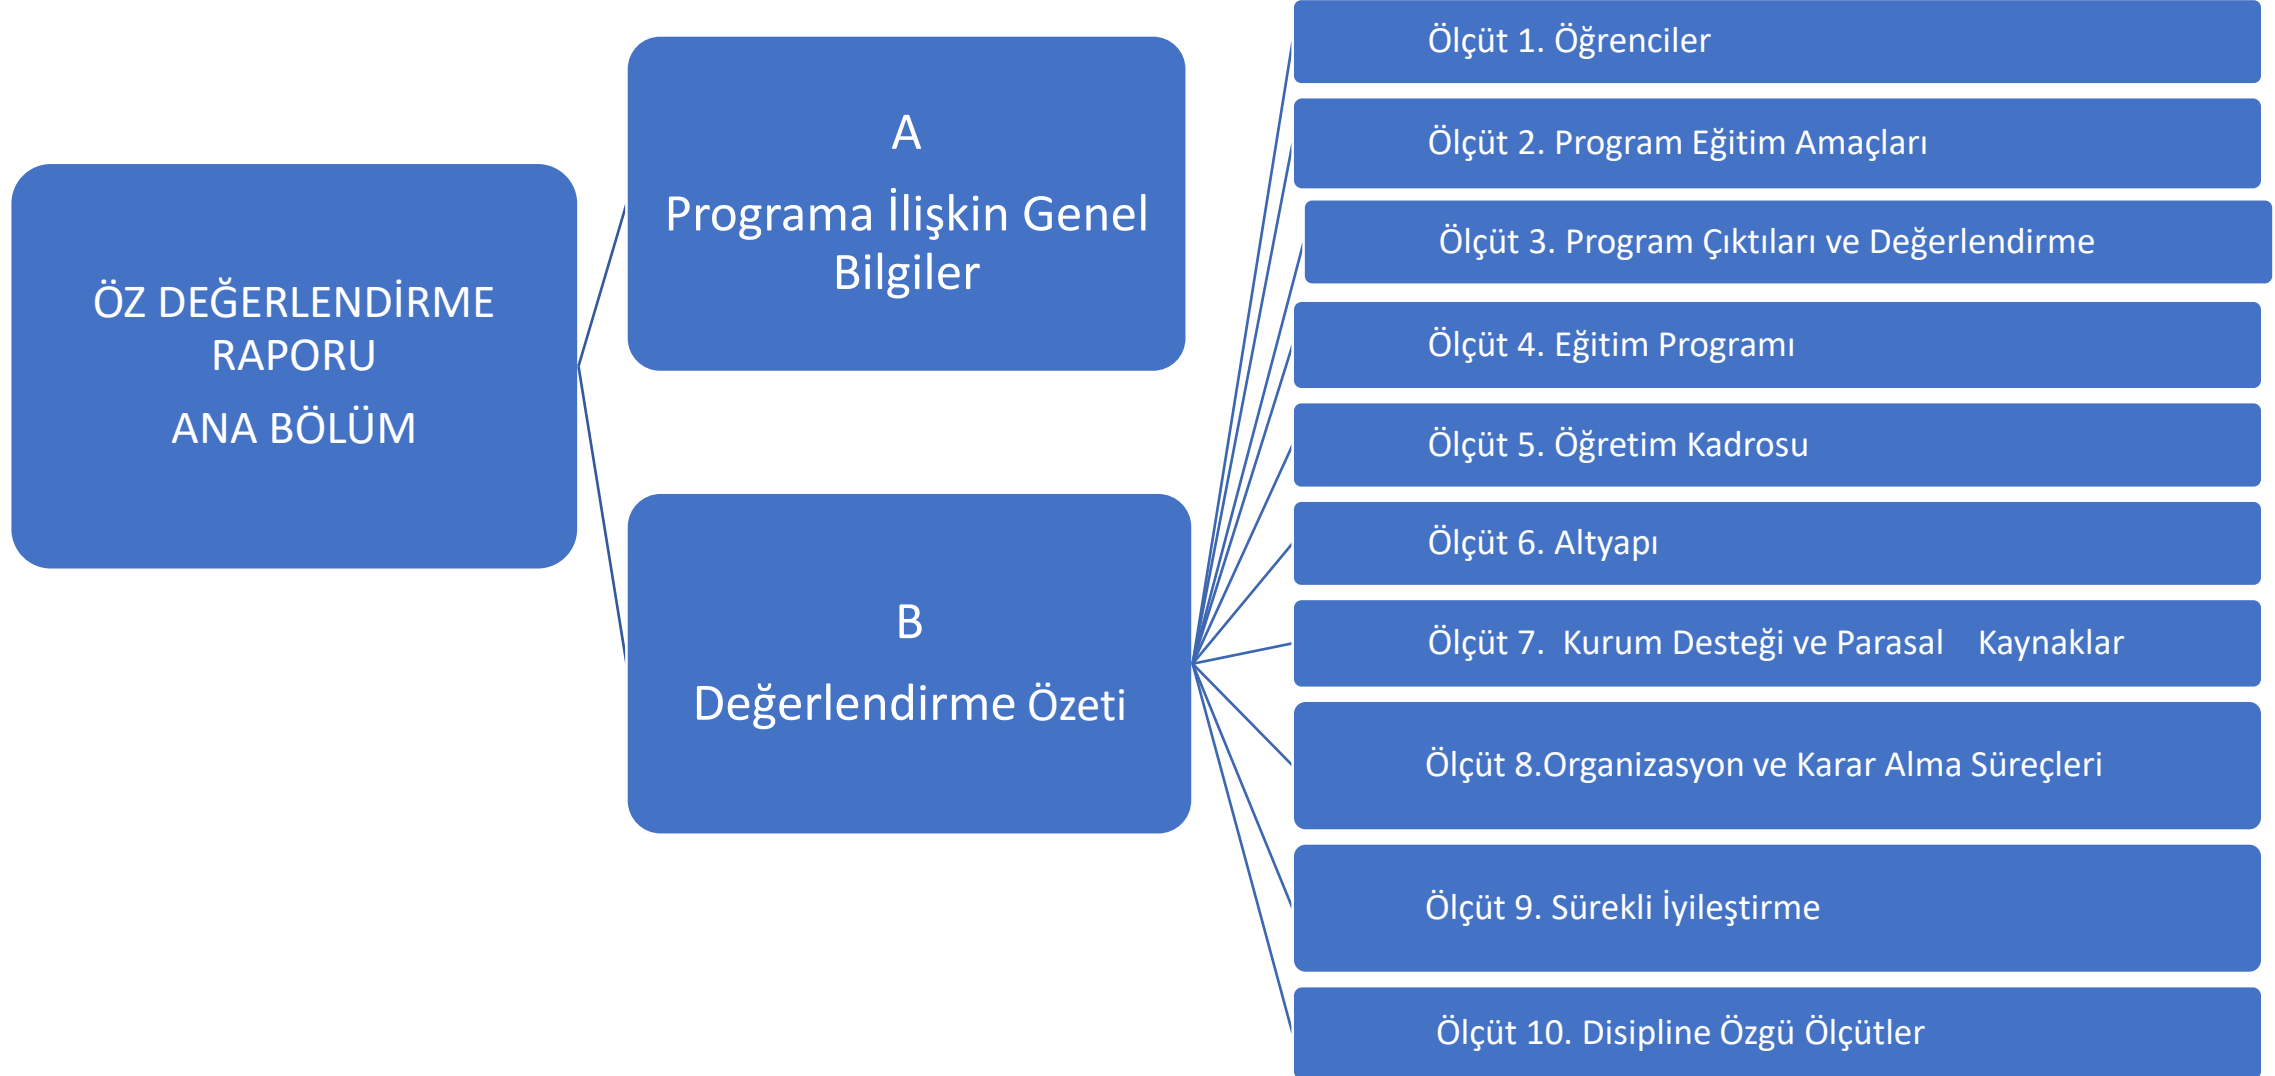 ÖZ DEĞERLENDİRME
RAPORU
ANA BÖLÜM
A
Programa İlişkin Genel
Bilgiler
B
Değerlendirme Özeti
Ölçüt 1. Öğrenciler
Ölçüt 2. Program Eğitim Amaçları
Ölçüt 3. Program Çıktıları ve Değerlendirme
Ölçüt 4. Eğitim Programı
Ölçüt 5. Öğretim Kadrosu
Ölçüt 6. Altyapı
Ölçüt 7.  Kurum Desteği ve Parasal    Kaynaklar
Ölçüt 8.Organizasyon ve Karar Alma Süreçleri
Ölçüt 9. Sürekli İyileştirme
Ölçüt 10. Disipline Özgü Ölçütler